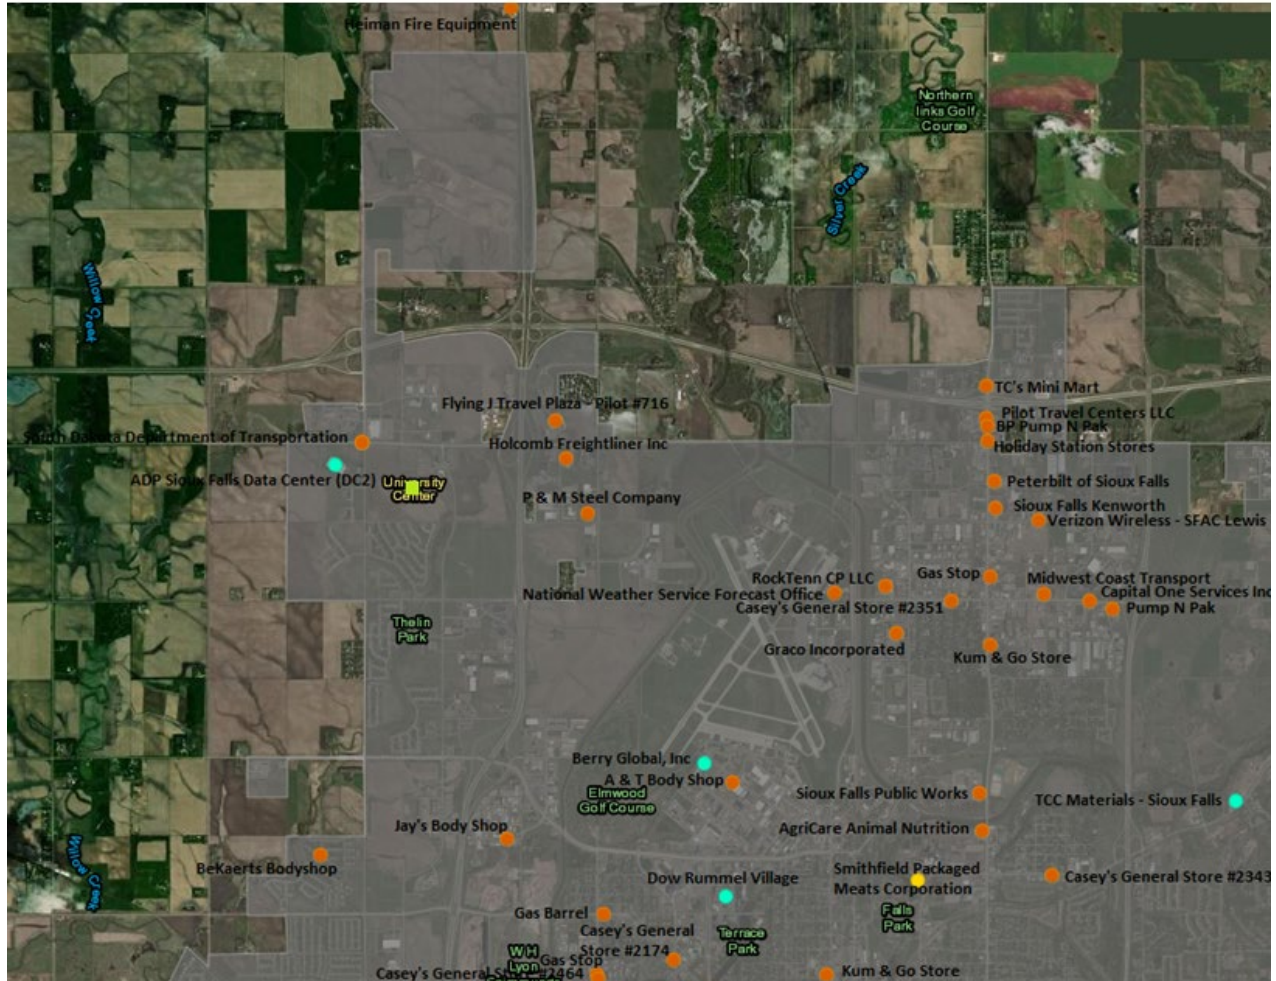 Heiman Fire Equipment
Northern
links Golf
Course
Silver Creek
Willow Creek
TC's Mini Mart
Flying J Travel Plaza - Pilot #716
Pilot Travel Centers LLC
BP Pump N Pak
South Dakota Department of Transportation
Holcomb Freightliner Inc
Holiday Station Stores
ADP Sioux Falls Data Center (DC2)
University
Center
Peterbilt of Sioux Falls
P & M Steel Company
Sioux Falls Kenworth
Verizon Wireless - SFAC Lewis
RockTenn CP LLC
Gas Stop
Midwest Coast Transport
National Weather Service Forecast Office
Capital One Services Inc
Casey's General Store #2351
Pump N Pak
Thelin
Park
Graco Incorporated
Kum & Go Store
Berry Global, Inc
A & T Body Shop
Elmwood
Golf Course
Sioux Falls Public Works
TCC Materials - Sioux Falls
Jay's Body Shop
AgriCare Animal Nutrition
BeKaerts Bodyshop
Willow Creek
Dow Rummel Village
Smithfield Packaged
Meats Corporation
Casey's General Store #2343
Gas Barrel
Falls
Park
Casey's General
Store #2174
Terrace
Park
W H
Lyon
Gas Stop
Casey's General Store #2464
Kum & Go Store